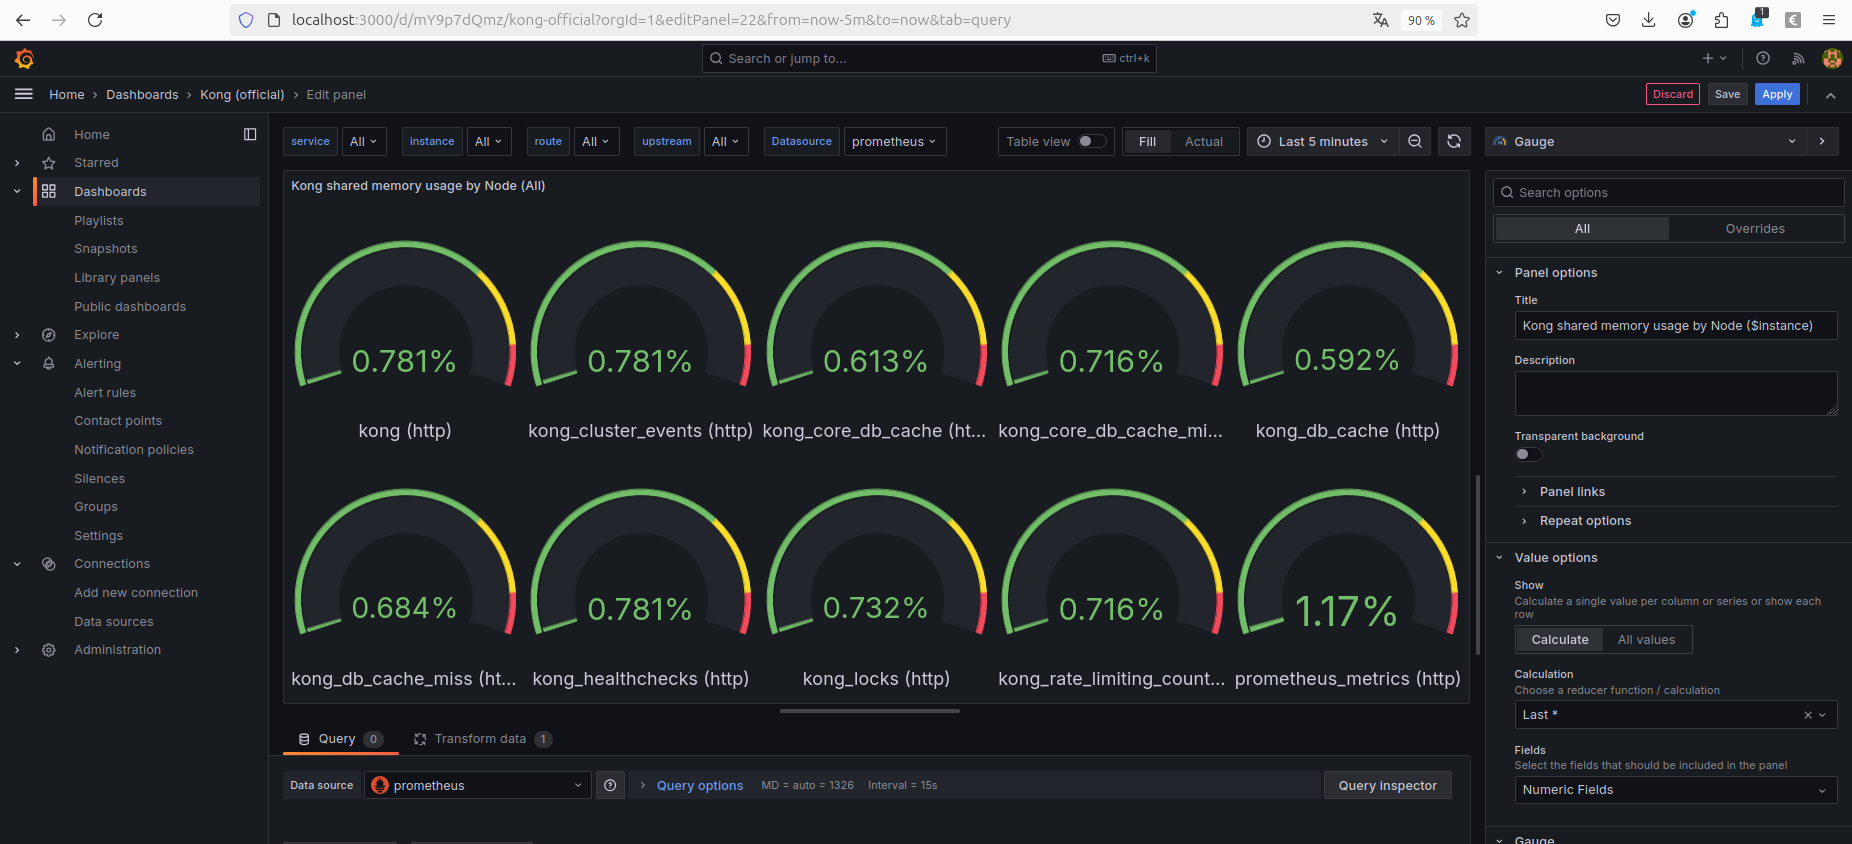 localhost:3000/d/mY9p7dQmz/kong-official?orgId=1&editPanel=22&from=now-5m&to=now&tab=query
90 %
1
Search or jump to...
ctrl+k
Home
Dashboards
Kong (official)
Edit panel
Discard
Save
Apply
Home
Starred
Dashboards
Playlists
Snapshots
Library panels
Public dashboards
Explore
Alerting
Alert rules
Contact points
Notification policies
Silences
Groups
Settings
Connections
Add new connection
Data sources
Administration
service All instance All route All upstream All Datasource prometheus
Table view
Fill Actual
Last 5 minutes
Kong shared memory usage by Node (All)
0.781% 0.781% 0.613% 0.716% 0.592%
kong (http) kong_cluster_events (http) kong_core_db_cache (ht... kong_core_db_cache_mi... kong_db_cache (http)
0.684% 0.781% 0.732% 0.716% 1.17%
kong_db_cache_miss (ht... kong_healthchecks (http) kong_locks (http) kong_rate_limiting_count... prometheus_metrics (http)
Query 0 Transform data 1
Data source prometheus Query options MD = auto = 1326 Interval = 15s Query inspector
Gauge
Search options
All Overrides
Panel options
Title
Kong shared memory usage by Node ($instance)
Description
Transparent background
Panel links
Repeat options
Value options
Show
Calculate a single value per column or series or show each
row
Calculate All values
Calculation
Choose a reducer function / calculation
Last *
Fields
Select the fields that should be included in the panel
Numeric Fields
Gauge